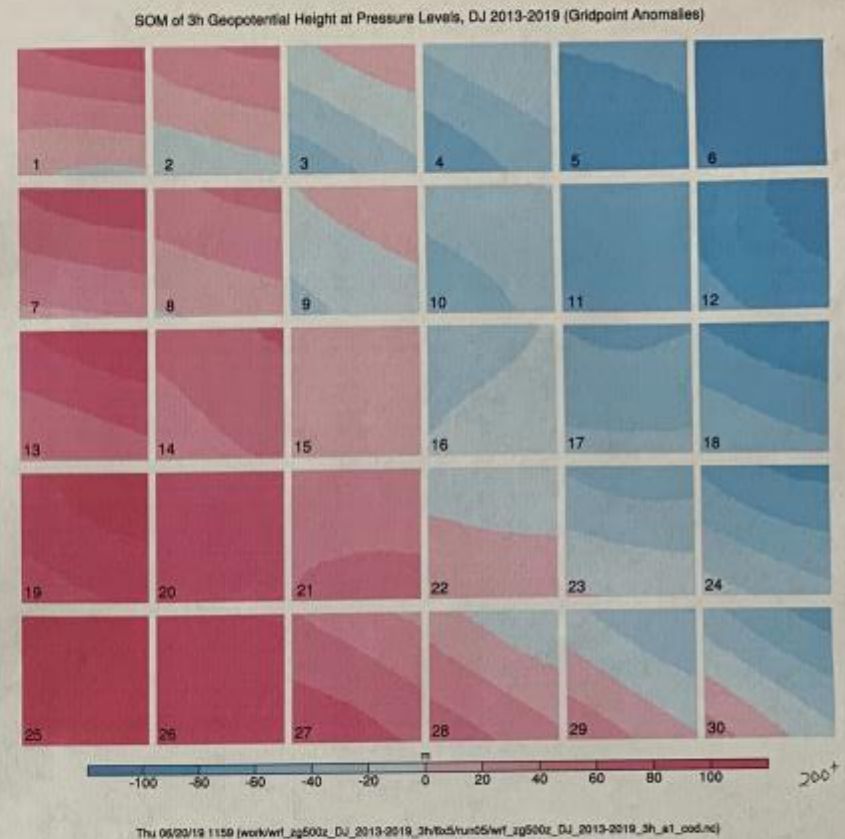 SOM of 3h Geopotential Height at Pressure Levels, DJ 2013-2019 (Gridpoint Anomalies)
1 2 3 4 5 6
7 8 9 10 11 12
13 14 15 16 17 18
19 20 21 22 23 24
25 26 27 28 29 30
m
-100 -80 -60 -40 -20 0 20 40 60 80 100
200+
Thu 06/20/19 1159 (work/wrf_zg500z_DJ_2013-2019_3h/6x5/run05/wrf_zg500z_DJ_2013-2019_3h_a1_cod.nc)